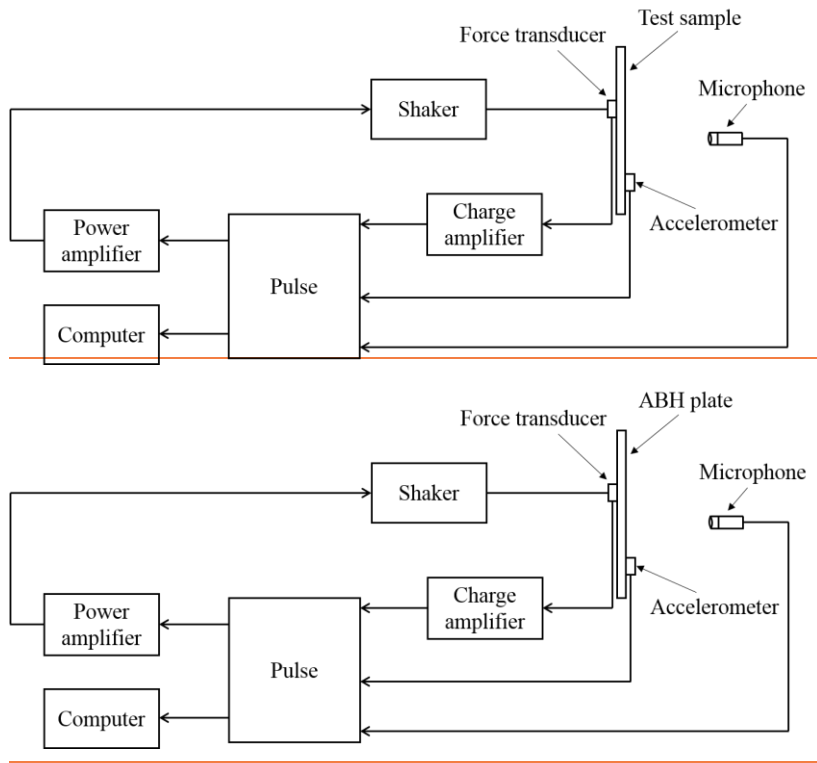 Test sample
Force transducer
Microphone
Shaker
Charge
amplifier
Accelerometer
Power
amplifier
Pulse
Computer
ABH plate
Force transducer
Microphone
Shaker
Charge
amplifier
Accelerometer
Power
amplifier
Pulse
Computer